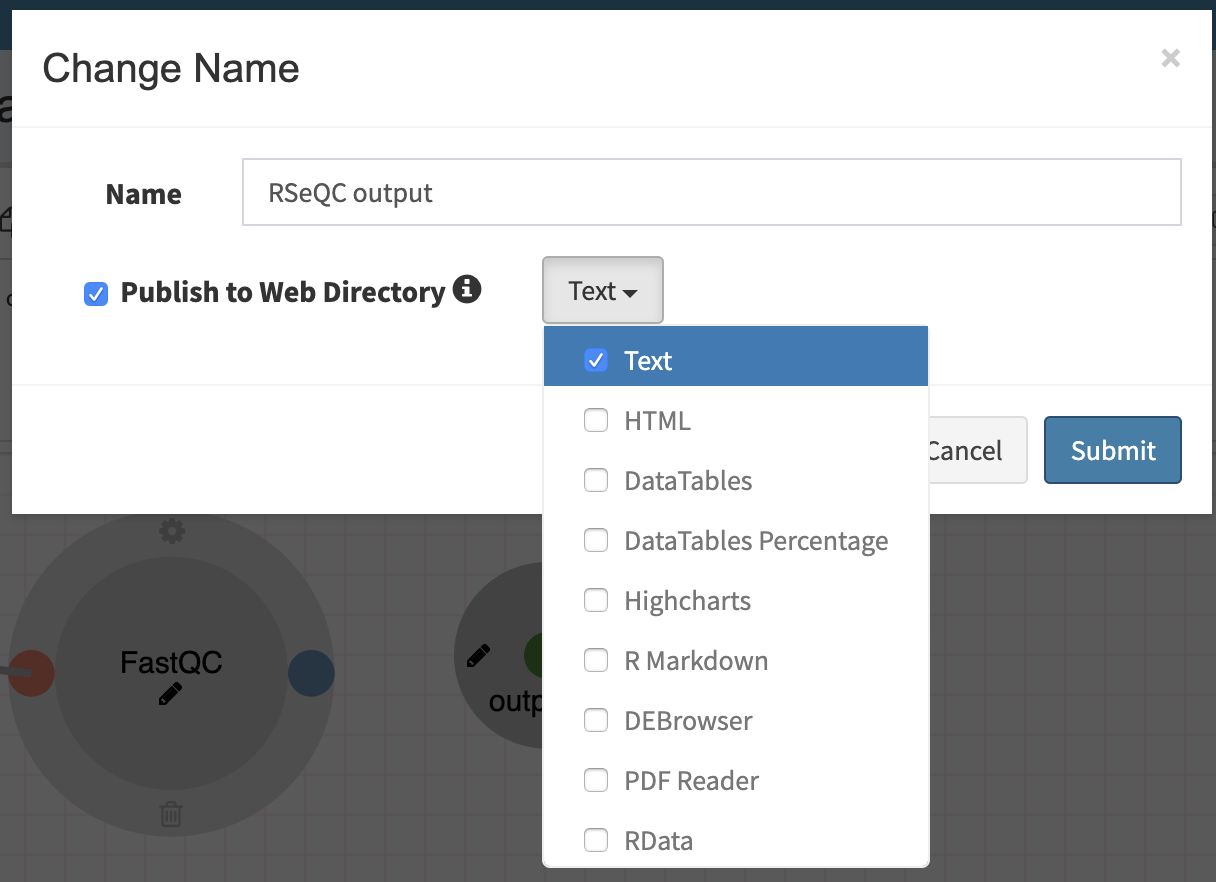 Change Name
×
Name
RSeQC output
Publish to Web Directory
Text
Text
HTML
DataTables
DataTables Percentage
Highcharts
R Markdown
DEBrowser
PDF Reader
RData
Cancel
Submit
FastQC
outp